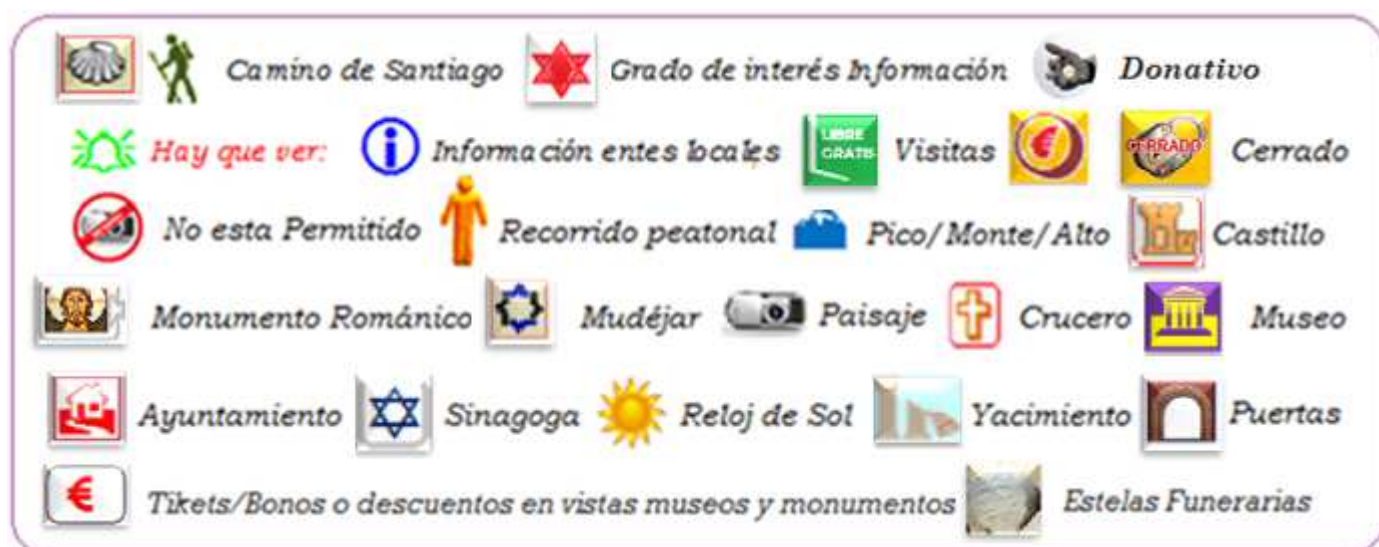 Camino de Santiago Grado de interés Información Donativo
Hay que ver: i Información entes locales LIBRE GRATIS Visitas € CERRADO Cerrado
No esta Permitido Recorrido peatonal Pico/Monte/Alto Castillo
Monumento Románico Mudéjar Paisaje Crucero Museo
Ayuntamiento Sinagoga Reloj de Sol Yacimiento Puertas
€ Tikets/Bonos o descuentos en vistas museos y monumentos Estelas Funerarias